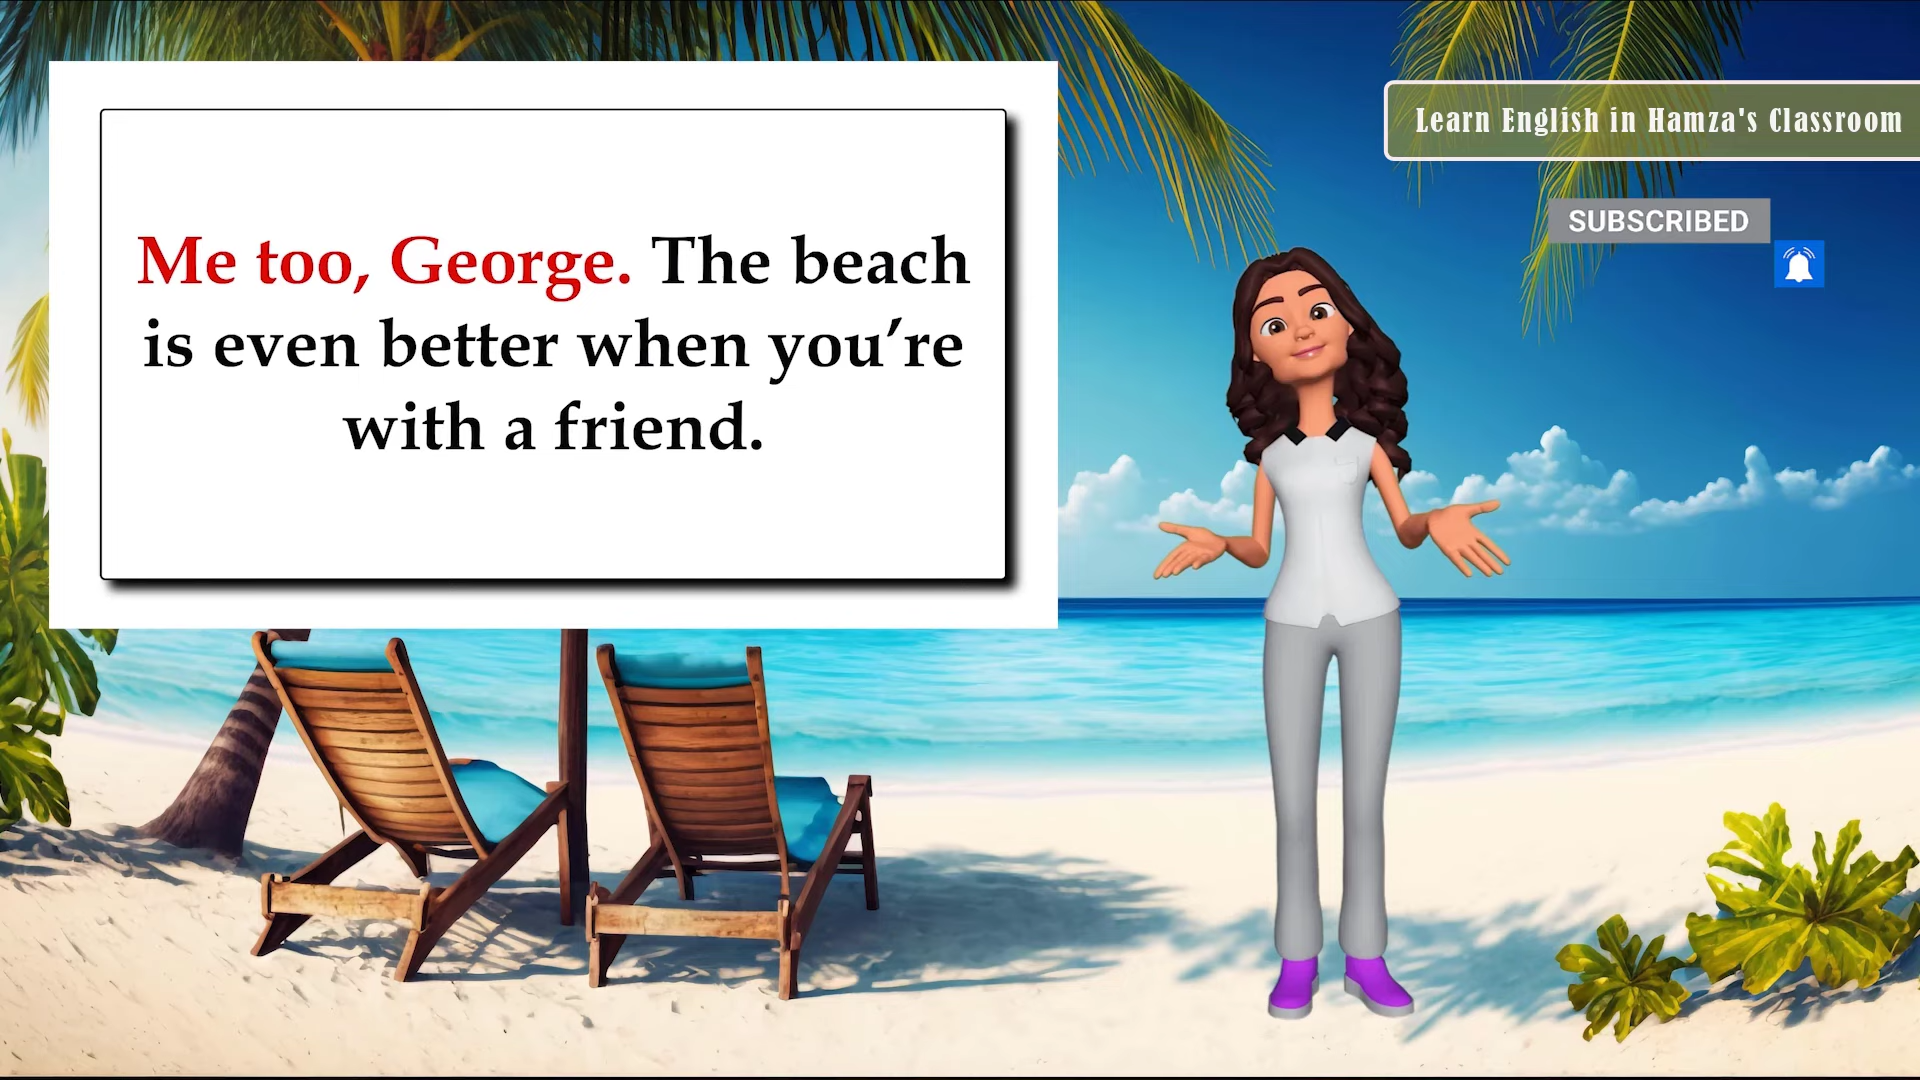 Me too, George. The beach
is even better when you’re
with a friend.
Learn English in Hamza's Classroom
SUBSCRIBED